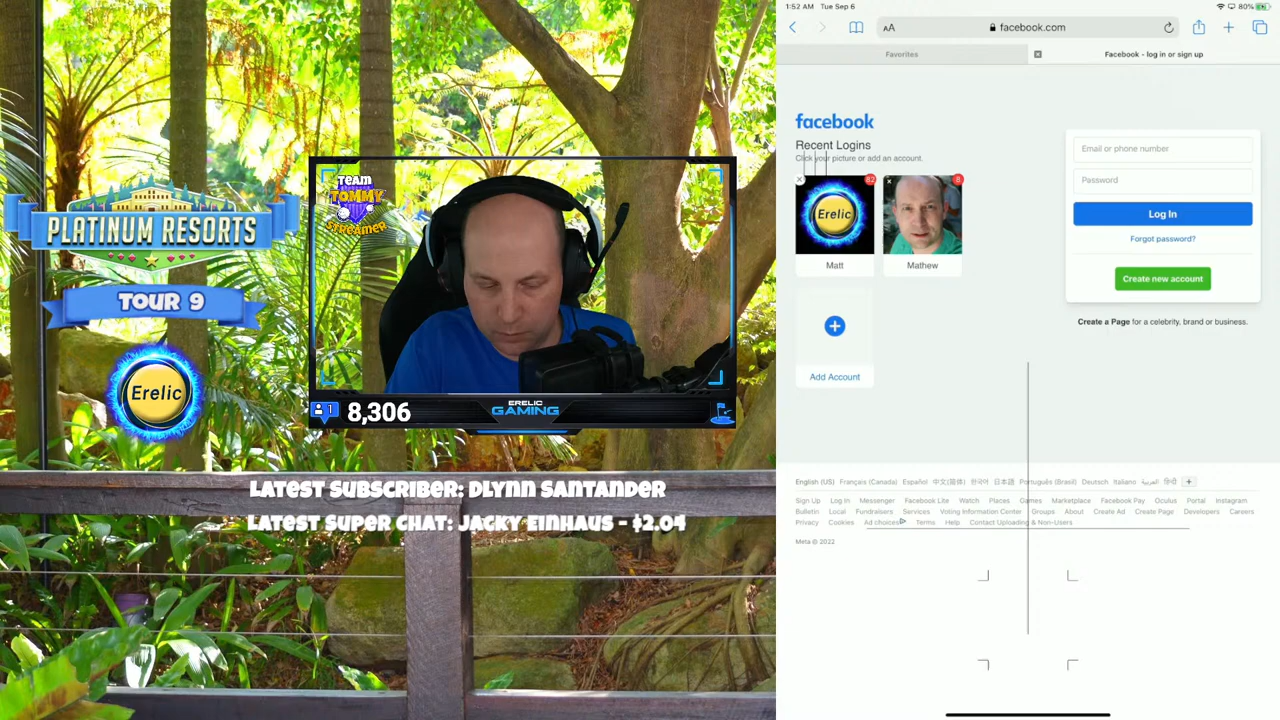 PLATINUM RESORTS
TOUR 9
Erelic
TEAM
TOMMY
STREAMER
1
8,306
ERELIC
GAMING
LATEST SUBSCRIBER: DLYNN SANTANDER
LATEST SUPER CHAT: JACKY EINHAUS - $2.04
1:52 AM Tue Sep 6
80%
AA
facebook.com
Favorites
Facebook - log in or sign up
facebook
Recent Logins
Click your picture or add an account.
82
8
Erelic
Matt
Mathew
Add Account
Email or phone number
Password
Log In
Forgot password?
Create new account
Create a Page for a celebrity, brand or business.
English (US) Français (Canada) Español 中文(简体) 한국어 日本語 Português (Brasil) Deutsch Italiano العربية हिन्दी +
Sign Up Log In Messenger Facebook Lite Watch Places Games Marketplace Facebook Pay Oculus Portal Instagram
Bulletin Local Fundraisers Services Voting Information Center Groups About Create Ad Create Page Developers Careers
Privacy Cookies Ad choices Terms Help Contact Uploading & Non-Users
Meta © 2022